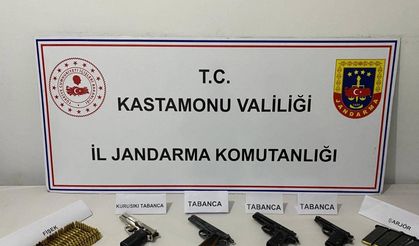 T.C.
KASTAMONU VALİLİĞİ
İL JANDARMA KOMUTANLIĞI
JANDARMA
KURUSIKI TABANCA
TABANCA
TABANCA
TABANCA
FİŞEK
ŞARJÖR